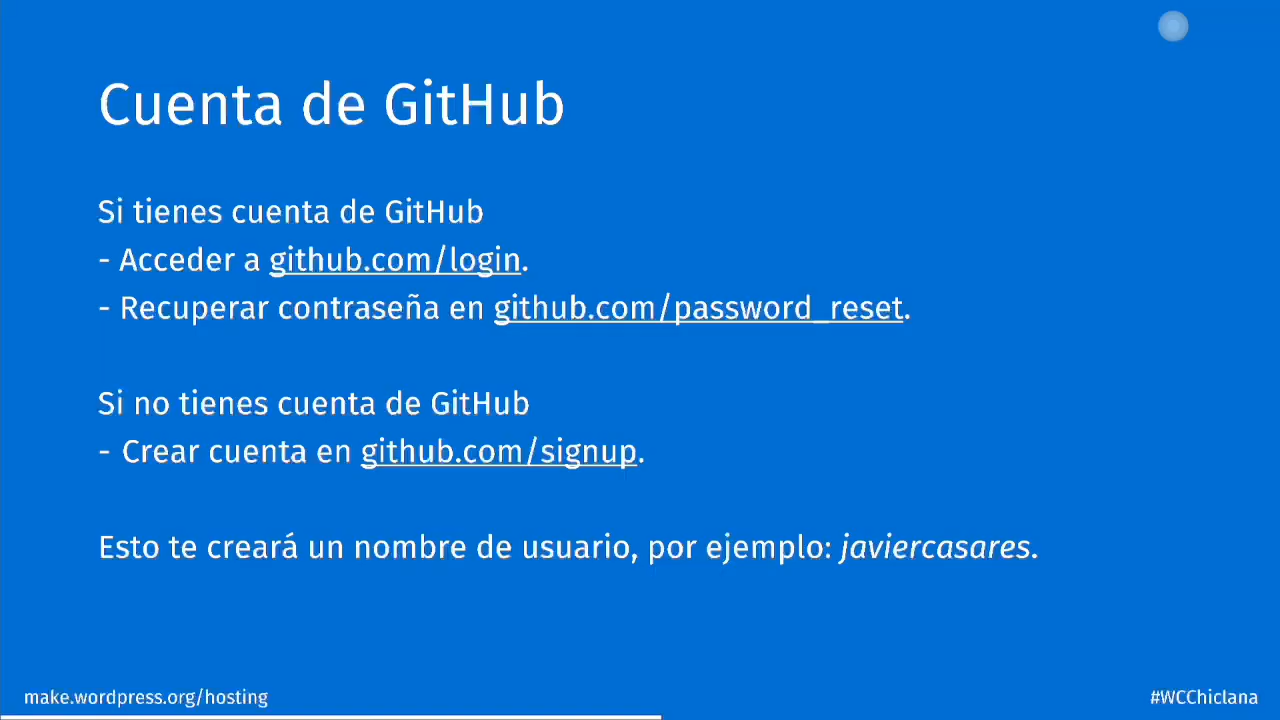 Cuenta de GitHub
Si tienes cuenta de GitHub
- Acceder a github.com/login.
- Recuperar contraseña en github.com/password_reset.
Si no tienes cuenta de GitHub
- Crear cuenta en github.com/signup.
Esto te creará un nombre de usuario, por ejemplo: javiercasares.
make.wordpress.org/hosting
#WCChiclana